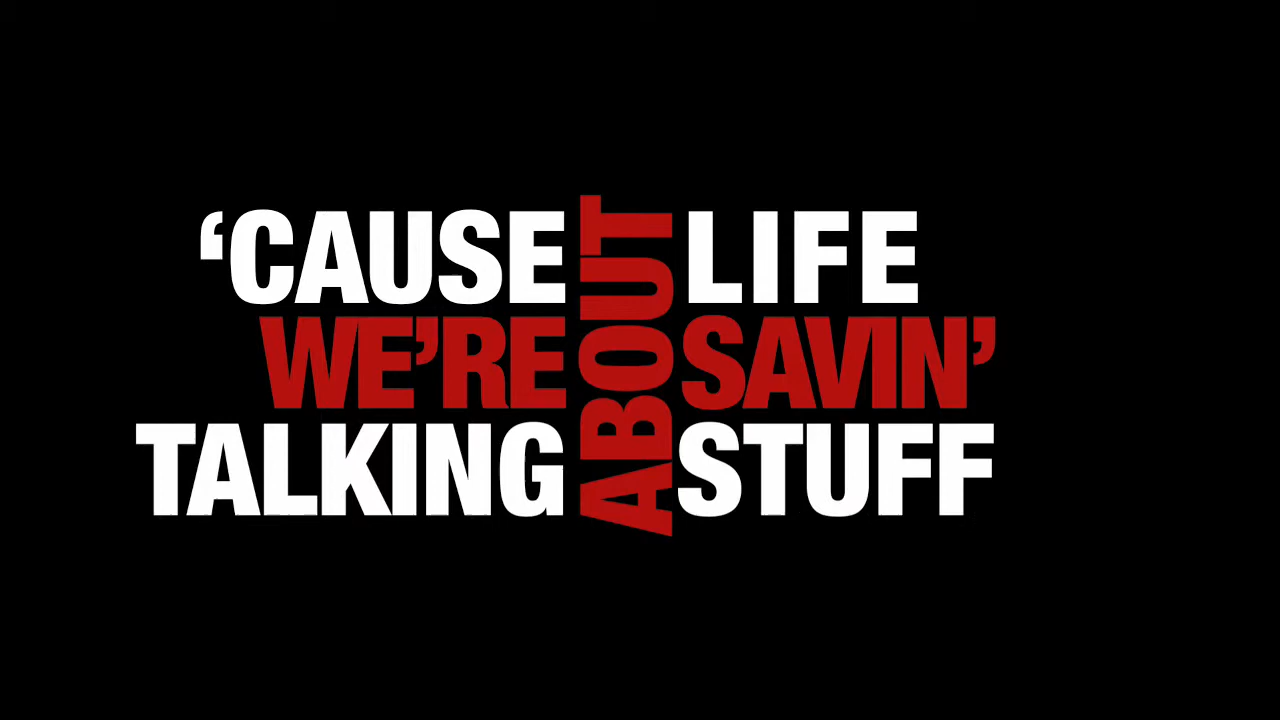 ‘CAUSE
WE’RE
TALKING
ABOUT
LIFE
SAVIN’
STUFF